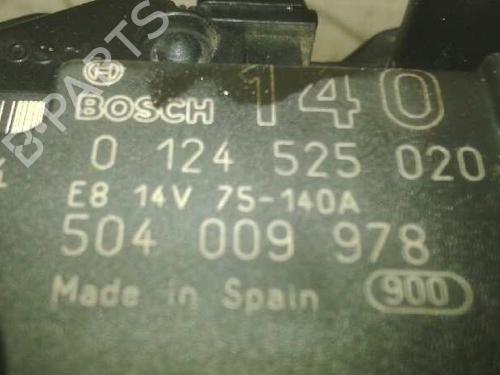 BOSCH 140
0 124 525 020
E8 14V 75-140A
504 009 978
Made in Spain 900
B-PARTS